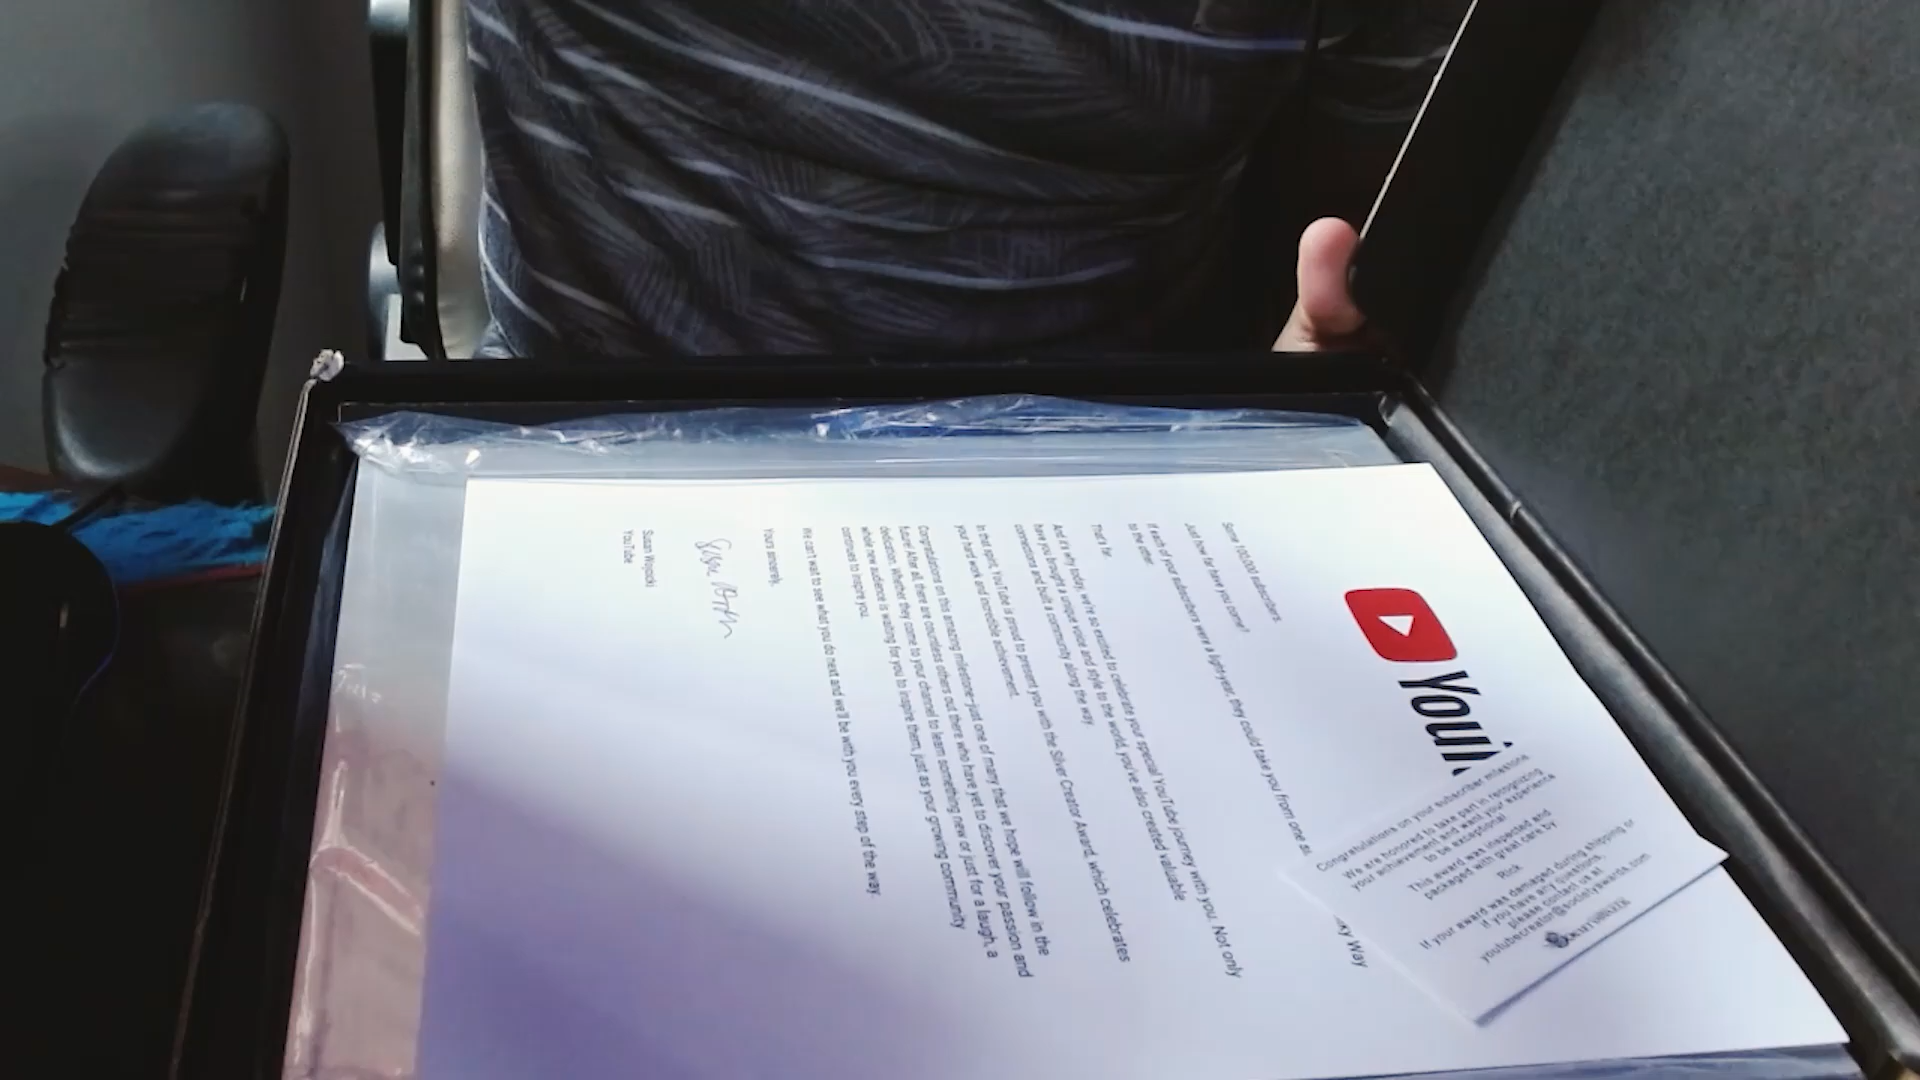 YouTu
Some 100,000 subscribers.
Just how far have you come?
If each of your subscribers were a light-year, they could take you from one
ky Way
to the other.
That's far.
And it's why today, we're so excited to celebrate your special YouTube journey with you. Not only
have you brought a unique voice and style to the world, you've also created valuable
connections and built a community along the way.
In that spirit, YouTube is proud to present you with the Silver Creator Award, which celebrates
your hard work and incredible achievement.
Congratulations on this amazing milestone—just one of many that we hope will follow in the
future! After all, there are countless others out there who have yet to discover your passion and
dedication. Whether they come to your channel to learn something new or just for a laugh, a
whole new audience is waiting for you to inspire them, just as your growing community
continues to inspire you.
We can't wait to see what you do next and we'll be with you every step of the way.
Yours sincerely,
Susan Wojcicki
YouTube
Congratulations on your subscriber milestone
We are honored to take part in recognizing
your achievement and want your experience
to be exceptional
This award was inspected and
packaged with great care by
Rick
If your award was damaged during shipping or
if you have any questions,
please contact us at
youtubecreator@societyawards.com